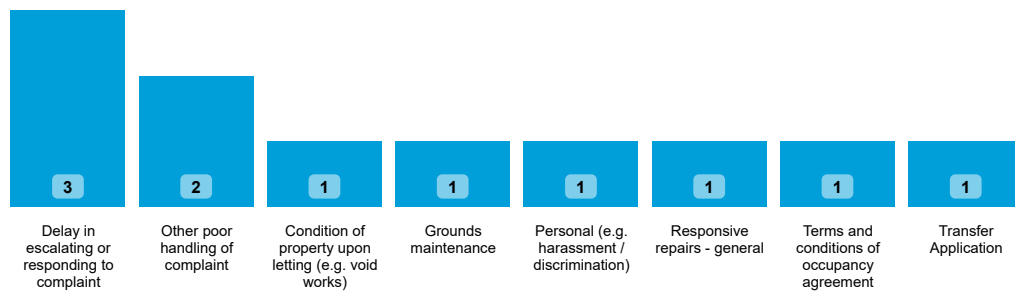 3
2
1
1
1
1
1
1
Delay in
escalating or
responding to
complaint
Other poor
handling of
complaint
Condition of
property upon
letting (e.g. void
works)
Grounds
maintenance
Personal (e.g.
harassment /
discrimination)
Responsive
repairs - general
Terms and
conditions of
occupancy
agreement
Transfer
Application